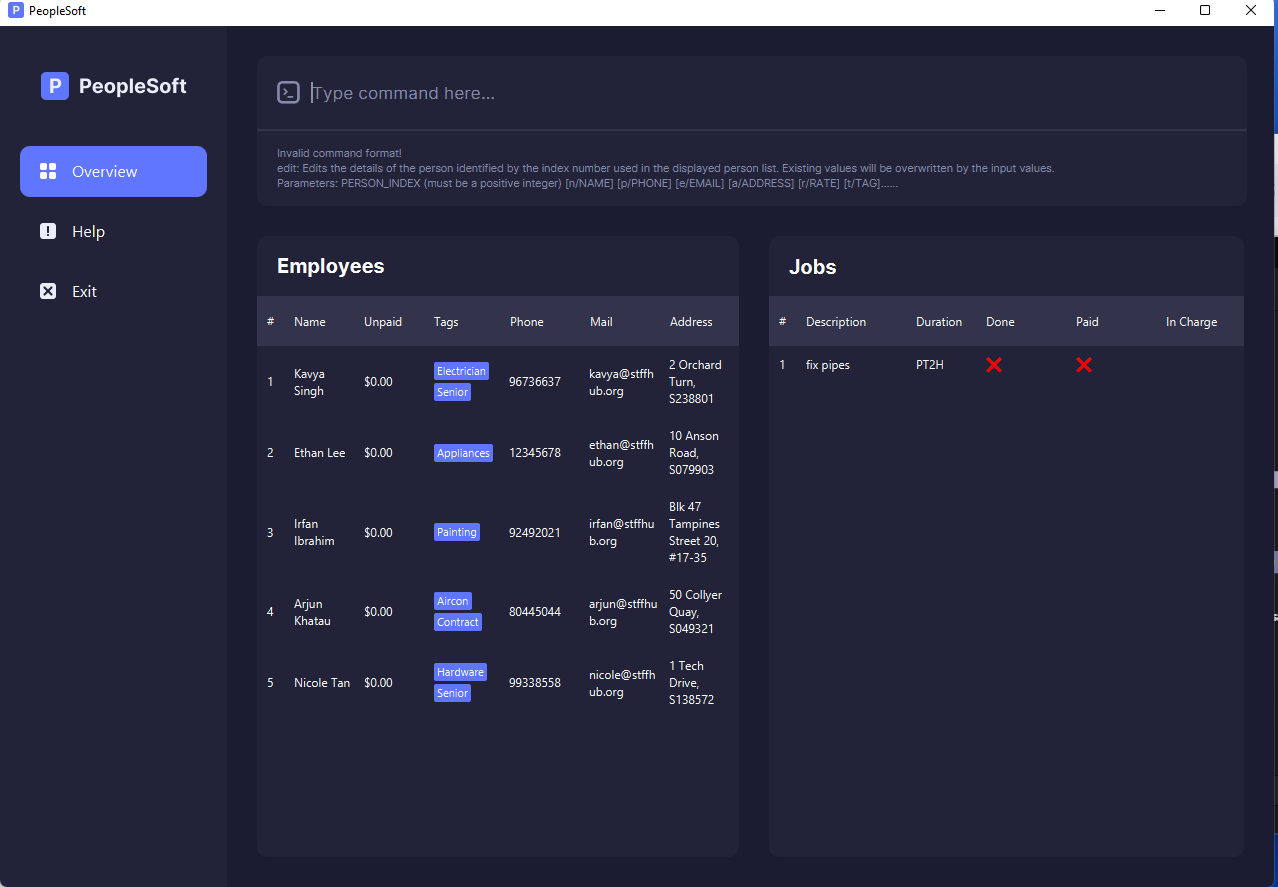 P PeopleSoft
P PeopleSoft
Overview
Help
Exit
Type command here...
Invalid command format!
edit: Edits the details of the person identified by the index number used in the displayed person list. Existing values will be overwritten by the input values.
Parameters: PERSON_INDEX (must be a positive integer) [n/NAME] [p/PHONE] [e/EMAIL] [a/ADDRESS] [r/RATE] [t/TAG]......
Employees
# Name Unpaid Tags Phone Mail Address
1 Kavya Singh $0.00 Electrician Senior 96736637 kavya@stffhub.org 2 Orchard Turn, S238801
2 Ethan Lee $0.00 Appliances 12345678 ethan@stffhub.org 10 Anson Road, S079903
3 Irfan Ibrahim $0.00 Painting 92492021 irfan@stffhub.org Blk 47 Tampines Street 20, #17-35
4 Arjun Khatau $0.00 Aircon Contract 80445044 arjun@stffhub.org 50 Collyer Quay, S049321
5 Nicole Tan $0.00 Hardware Senior 99338558 nicole@stffhub.org 1 Tech Drive, S138572
Jobs
# Description Duration Done Paid In Charge
1 fix pipes PT2H ❌ ❌